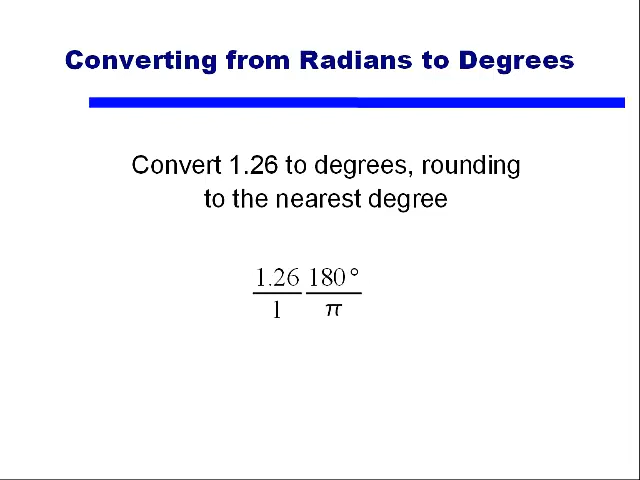 Converting from Radians to Degrees
Convert 1.26 to degrees, rounding
to the nearest degree
1.26 180°
1 π